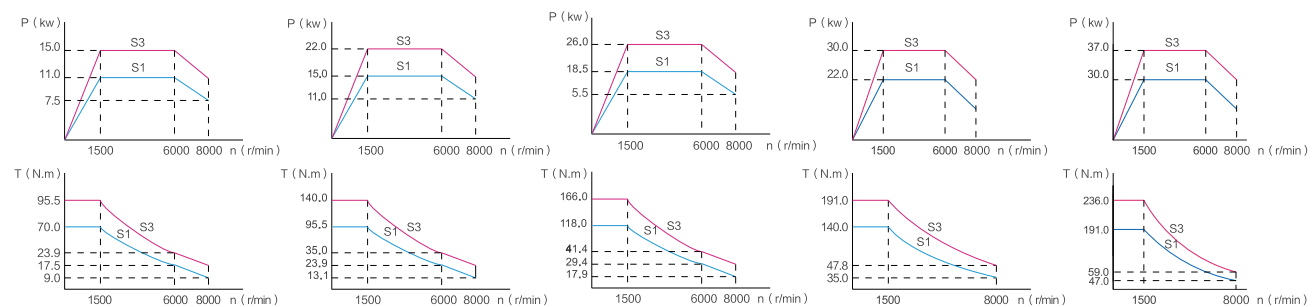 P ( kw)
15.0
S3
11.0
S1
7.5
1500 6000 8000 n ( r/min)
P ( kw)
22.0
S3
15.0
S1
11.0
1500 6000 8000 n ( r/min)
P ( kw)
26.0
S3
18.5
S1
5.5
1500 6000 8000 n ( r/min)
P ( kw)
30.0
S3
22.0
S1
1500 6000 8000 n ( r/min)
P ( kw)
37.0
S3
30.0
S1
1500 6000 8000 n ( r/min)
T (N.m)
95.5
70.0
S1 S3
23.9
17.5
9.0
1500 6000 8000 n ( r/min)
T (N.m)
140.0
95.5
S1 S3
35.0
23.9
13,1
1500 6000 8000 n ( r/min)
T (N.m)
166.0
118.0
S1 S3
41.4
29.4
17.9
1500 6000 8000 n ( r/min)
T (N.m)
191.0
S3
140.0
S1
47.8
35.0
1500 8000 n ( r/min)
T (N.m)
236.0
S3
191.0
S1
59.0
47.0
1500 8000 n ( r/min)